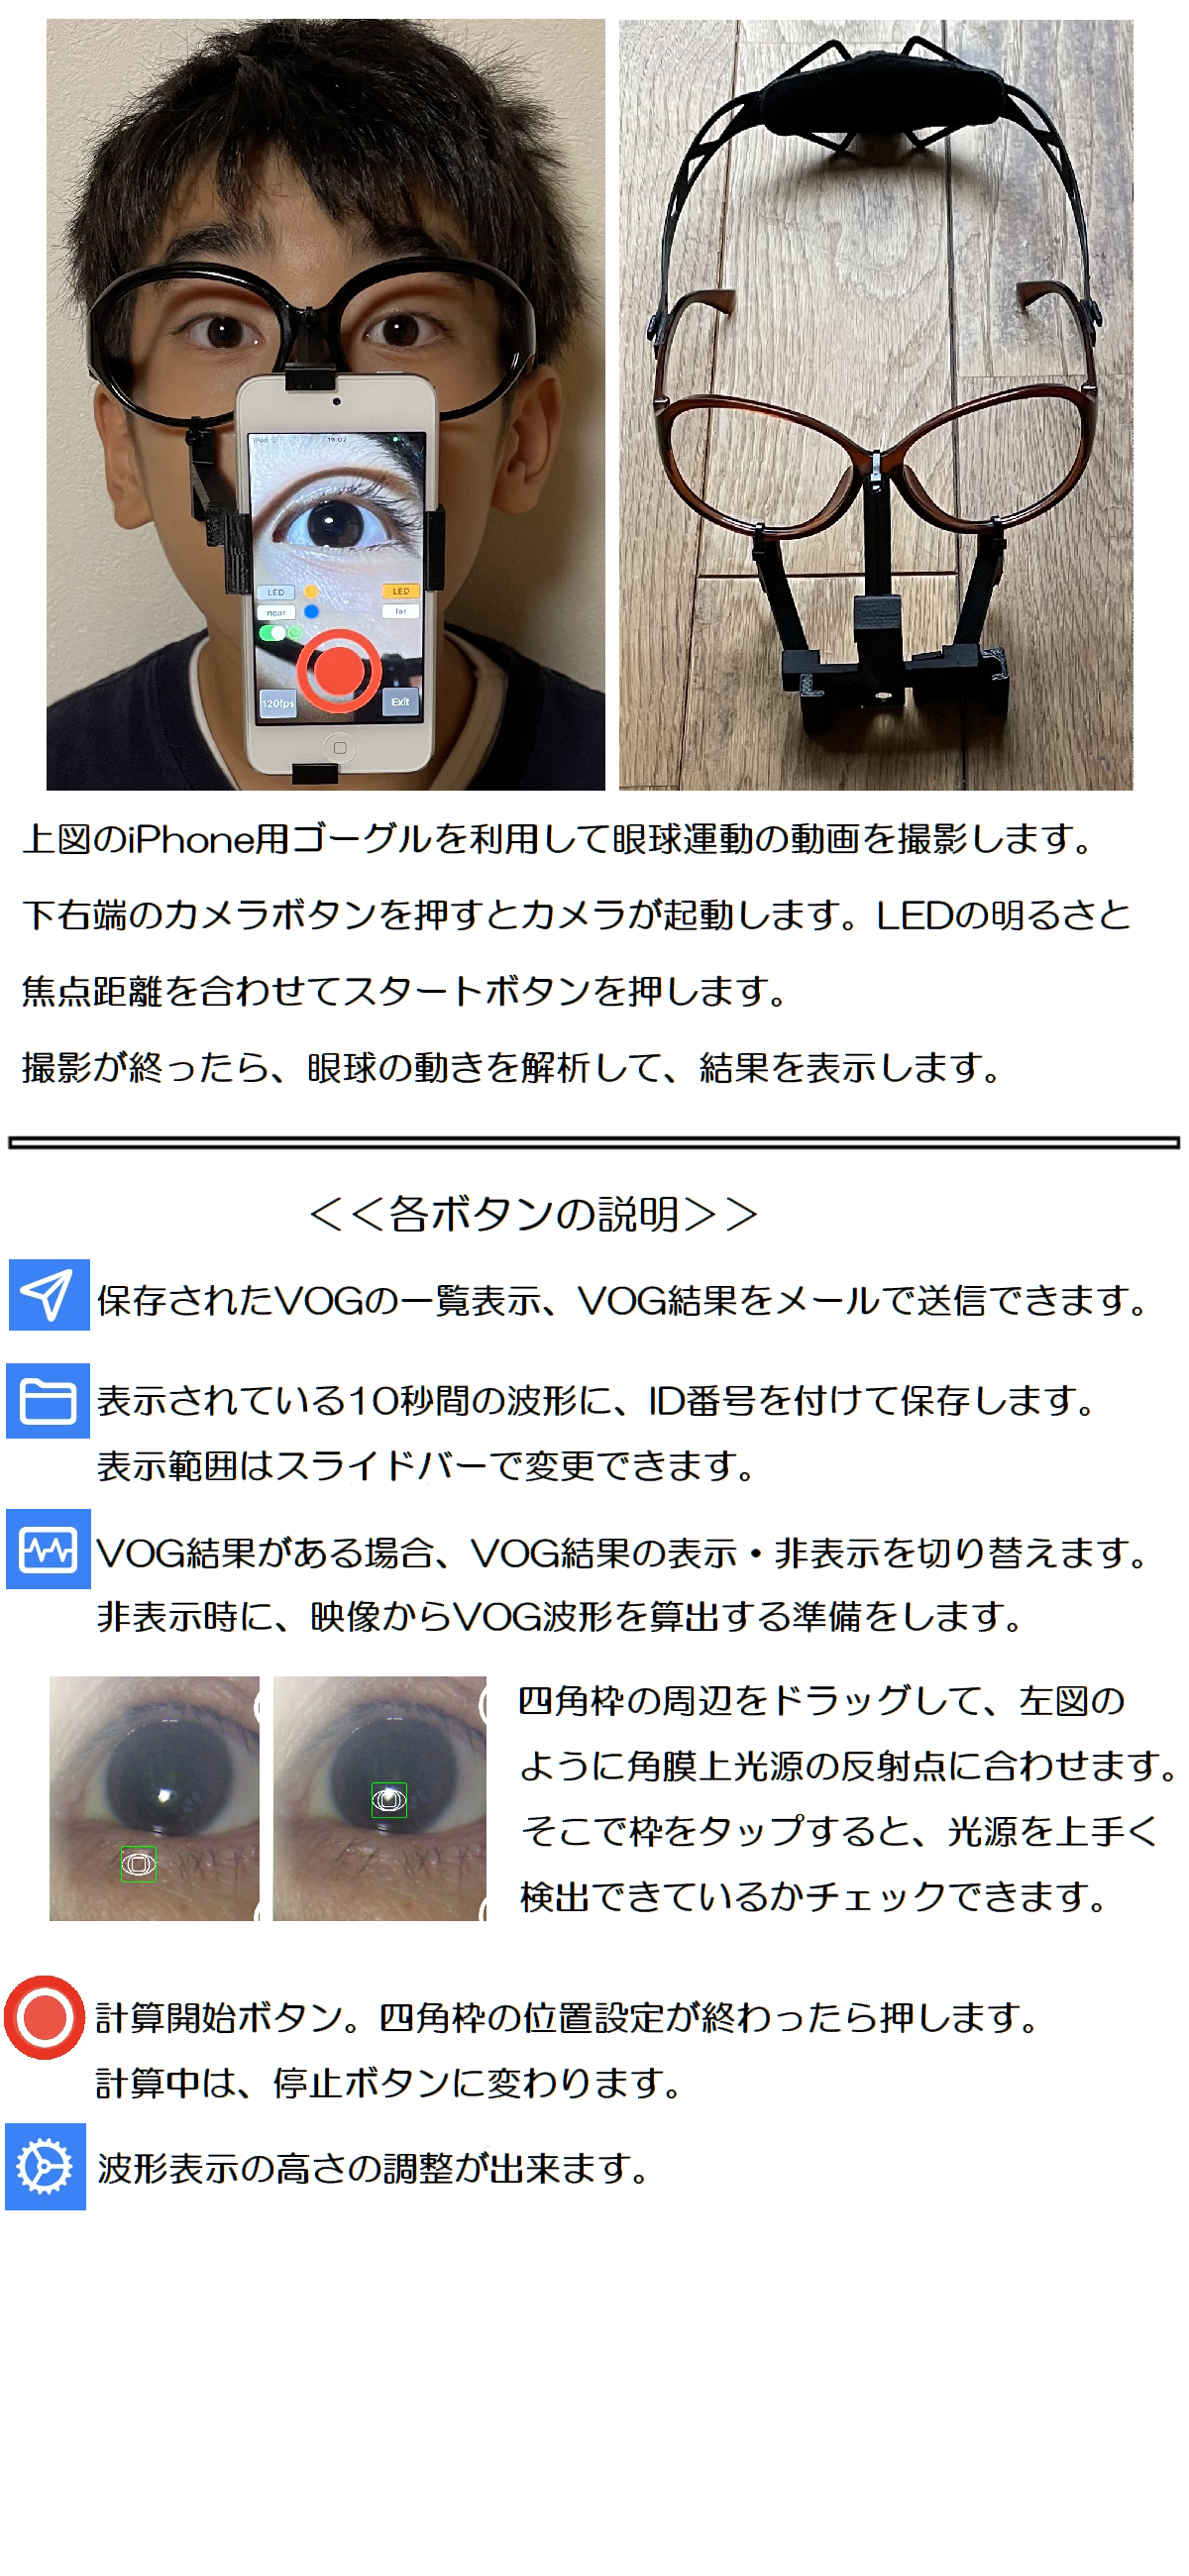 iPod
19:02
LED
LED
near
far
120fps
Exit
上図のiPhone用ゴーグルを利用して眼球運動の動画を撮影します。
下右端のカメラボタンを押すとカメラが起動します。LEDの明るさと
焦点距離を合わせてスタートボタンを押します。
撮影が終ったら、眼球の動きを解析して、結果を表示します。
<<各ボタンの説明>>
保存されたVOGの一覧表示、VOG結果をメールで送信できます。
表示されている10秒間の波形に、ID番号を付けて保存します。
表示範囲はスライドバーで変更できます。
VOG結果がある場合、VOG結果の表示・非表示を切り替えます。
非表示時に、映像からVOG波形を算出する準備をします。
四角枠の周辺をドラッグして、左図の
ように角膜上光源の反射点に合わせます。
そこで枠をタップすると、光源を上手く
検出できているかチェックできます。
計算開始ボタン。四角枠の位置設定が終わったら押します。
計算中は、停止ボタンに変わります。
波形表示の高さの調整が出来ます。